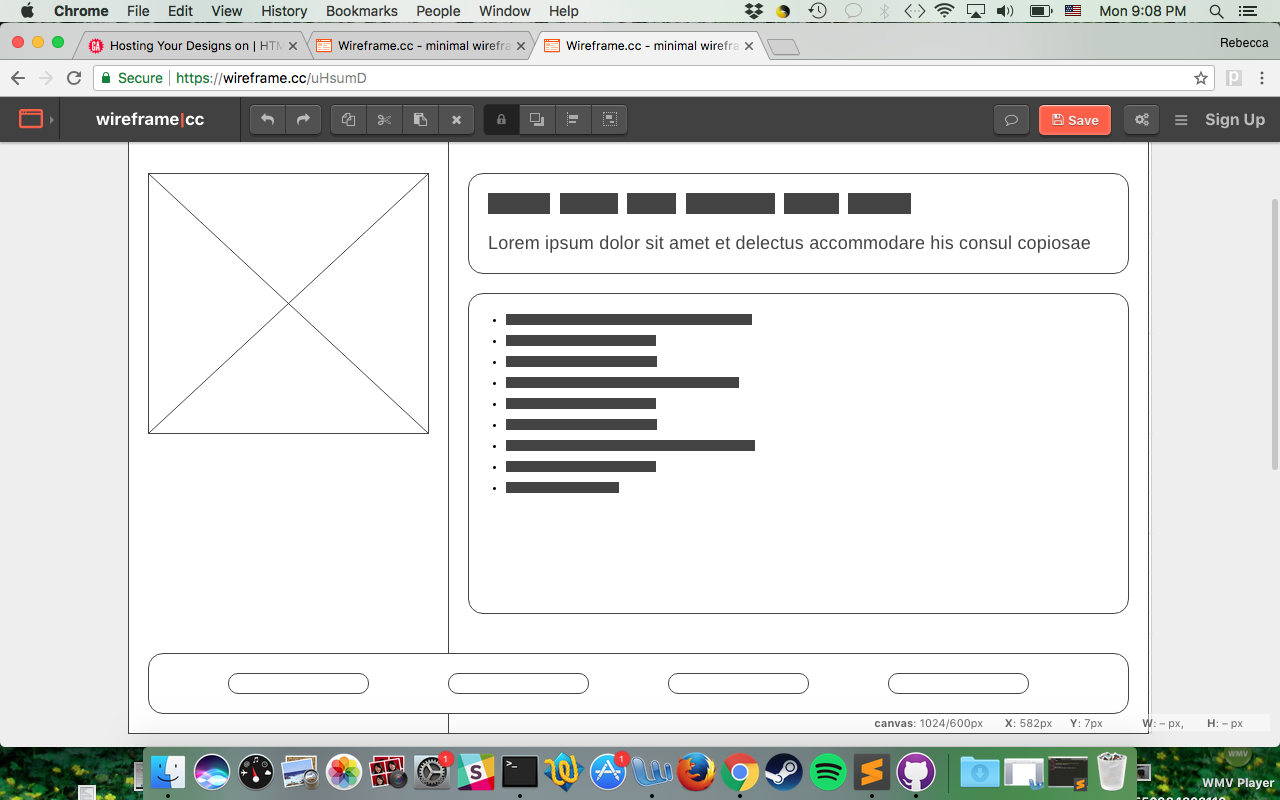 Chrome File Edit View History Bookmarks People Window Help Mon 9:08 PM
Hosting Your Designs on | HTM Wireframe.cc - minimal wirefra Wireframe.cc - minimal wirefra Rebecca
Secure https://wireframe.cc/uHsumD
wireframe|cc Save Sign Up
Lorem ipsum dolor sit amet et delectus accommodare his consul copiosae
canvas: 1024/600px X: 582px Y: 7px W: – px, H: – px
WMV
WMV Player